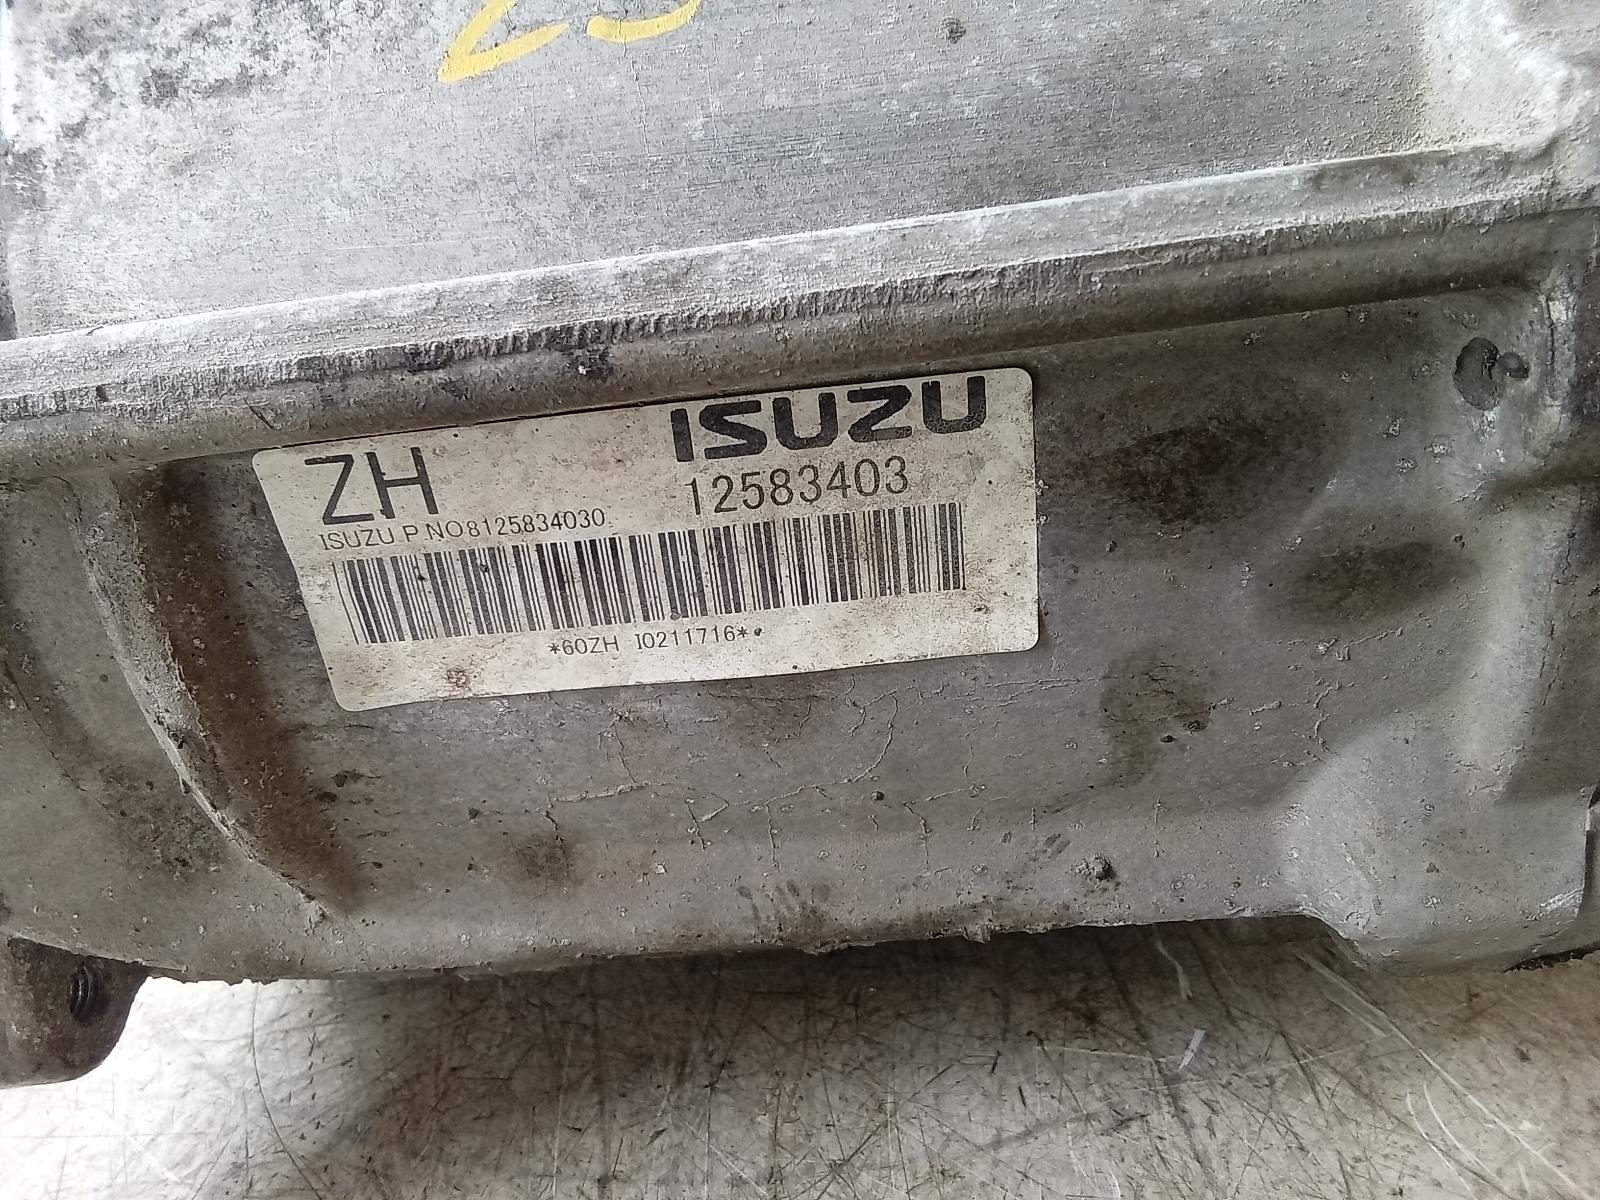 ZH
ISUZU
12583403
ISUZU P.NO8125834030
*60ZH I0211716*